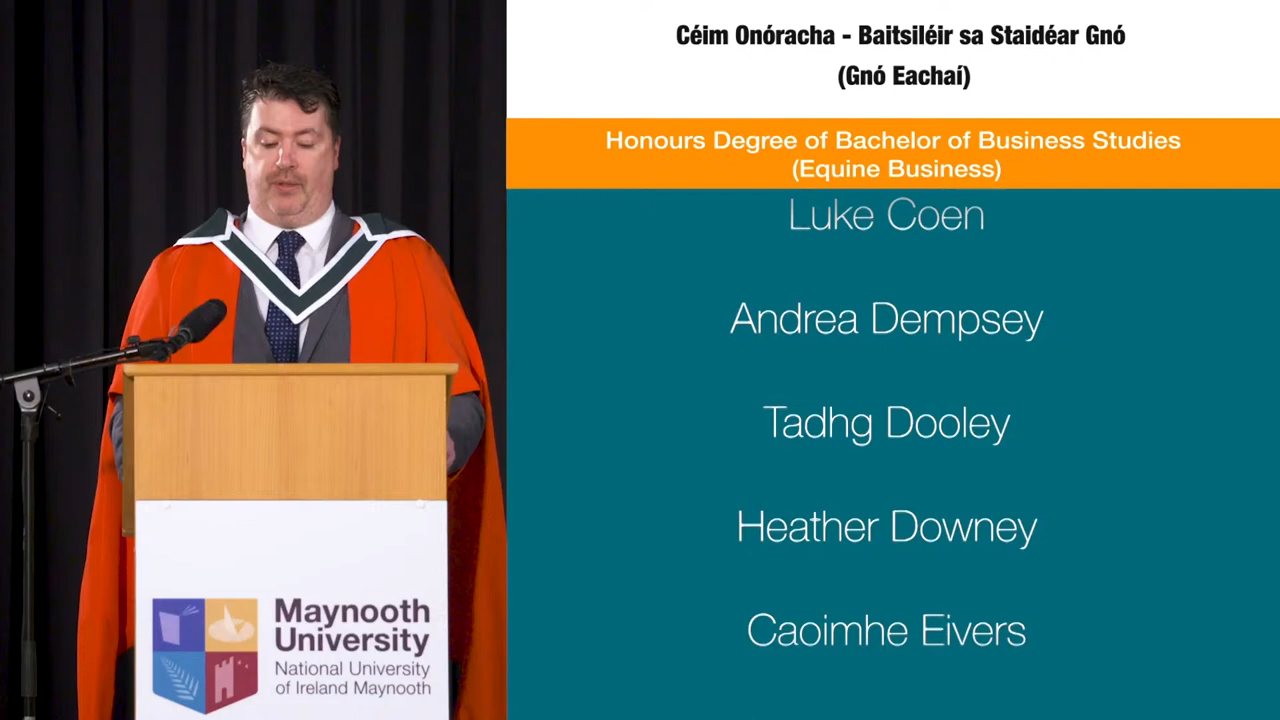 Céim Onóracha - Baitsiléir sa Staidéar Gnó
(Gnó Eachaí)
Honours Degree of Bachelor of Business Studies
(Equine Business)
Luke Coen
Andrea Dempsey
Tadhg Dooley
Heather Downey
Caoimhe Eivers
Maynooth
University
National University
of Ireland Maynooth